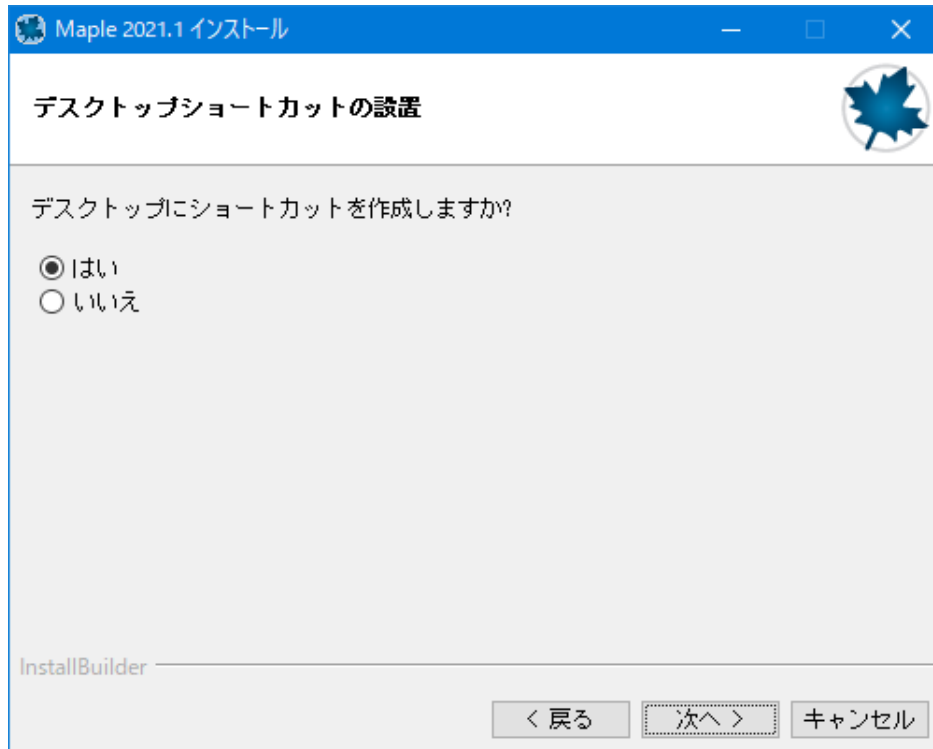 Maple 2021.1 インストール
デスクトップショートカットの設置
デスクトップにショートカットを作成しますか?
はい
いいえ
InstallBuilder
< 戻る
次へ >
キャンセル